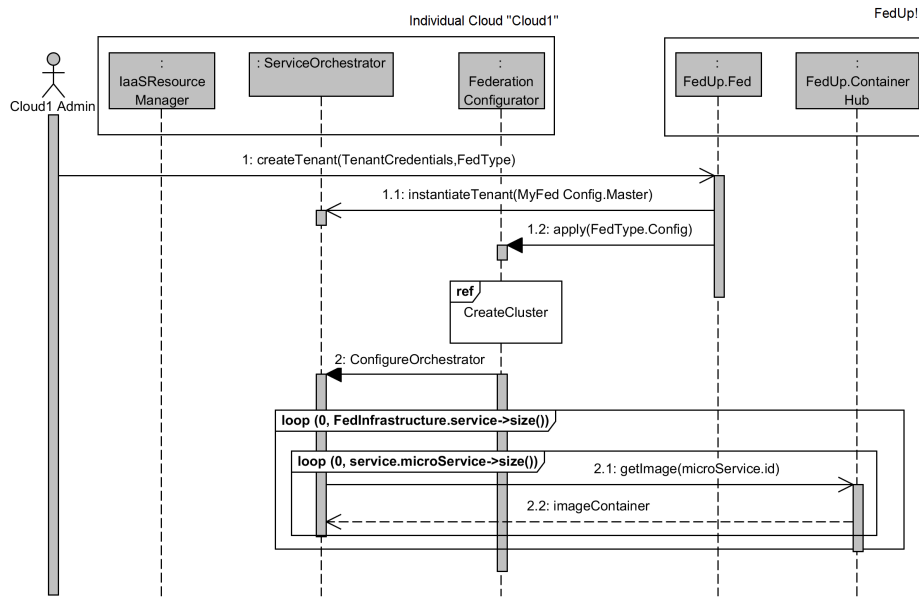 Individual Cloud "Cloud1"
FedUp!
:
IaaSResource
Manager
: ServiceOrchestrator
:
Federation
Configurator
:
FedUp.Fed
:
FedUp.Container
Hub
Cloud1 Admin
1: createTenant(TenantCredentials,FedType)
1.1: instantiateTenant(MyFed Config.Master)
1.2: apply(FedType.Config)
ref
CreateCluster
2: ConfigureOrchestrator
loop (0, FedInfrastructure.service->size())
loop (0, service.microService->size())
2.1: getImage(microService.id)
2.2: imageContainer